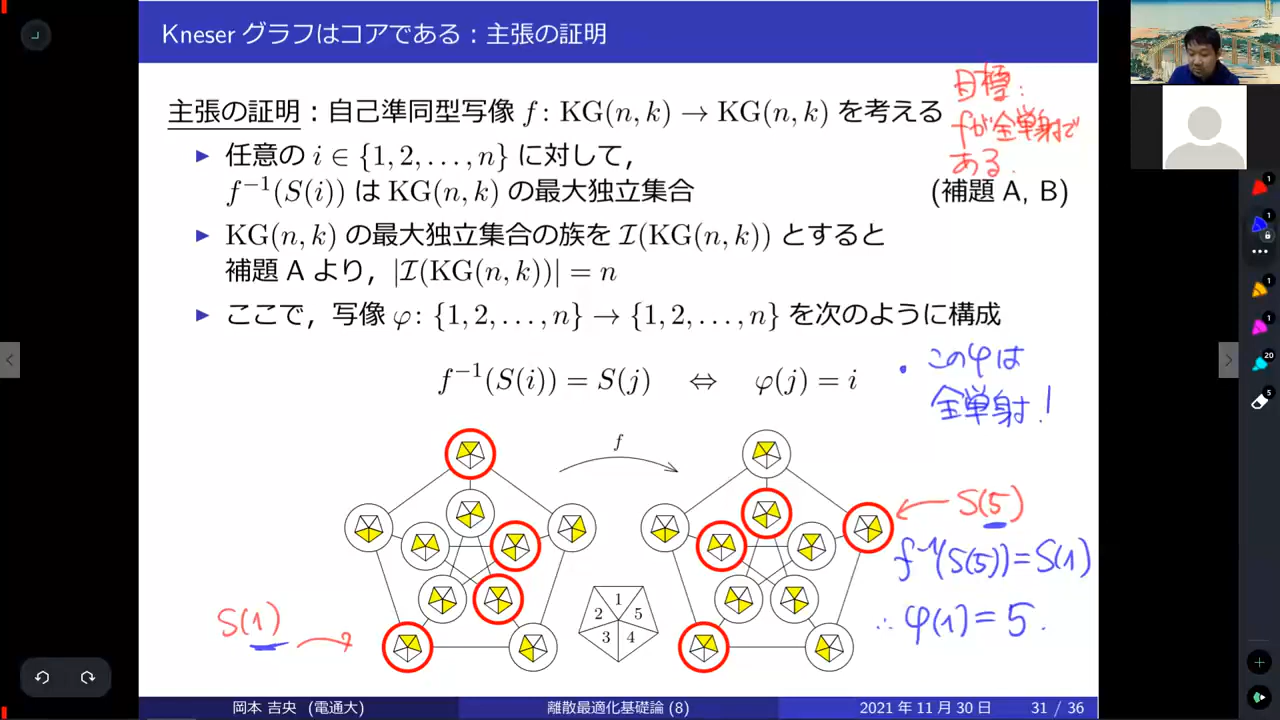 Kneser グラフはコアである：主張の証明
目標：
fが全単射で
ある．
主張の証明：自己準同型写像 f: KG(n, k) → KG(n, k) を考える
▶ 任意の i ∈ {1, 2, . . . , n} に対して，
f⁻¹(S(i)) は KG(n, k) の最大独立集合 (補題 A, B)
▶ KG(n, k) の最大独立集合の族を I(KG(n, k)) とすると
補題 A より，|I(KG(n, k))| = n
▶ ここで，写像 φ: {1, 2, . . . , n} → {1, 2, . . . , n} を次のように構成
f⁻¹(S(i)) = S(j) ⇔ φ(j) = i
・このφは
全単射！
f
S(5)
f⁻¹(S(5))=S(1)
∴ φ(1) = 5.
S(1)
1
2 5
3 4
岡本 吉央 (電通大) 離散最適化基礎論 (8) 2021 年 11 月 30 日 31 / 36
1
1
1
1
20
5